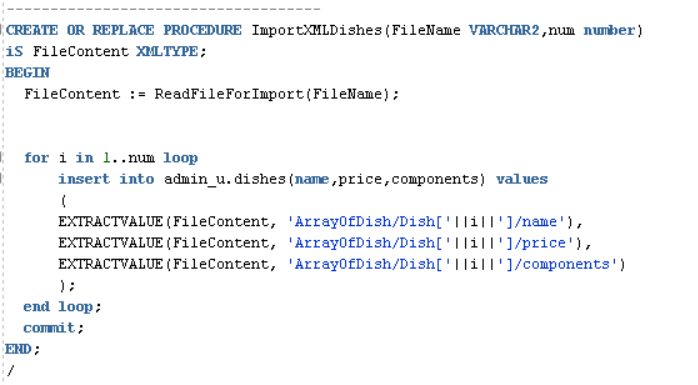 ------------------------------------
CREATE OR REPLACE PROCEDURE ImportXMLDishes(FileName VARCHAR2,num number)
iS FileContent XMLTYPE;
BEGIN
FileContent := ReadFileForImport(FileName);
for i in 1..num loop
insert into admin_u.dishes(name,price,components) values
(
EXTRACTVALUE(FileContent, 'ArrayOfDish/Dish['||i||']/name'),
EXTRACTVALUE(FileContent, 'ArrayOfDish/Dish['||i||']/price'),
EXTRACTVALUE(FileContent, 'ArrayOfDish/Dish['||i||']/components')
);
end loop;
commit;
END;
/